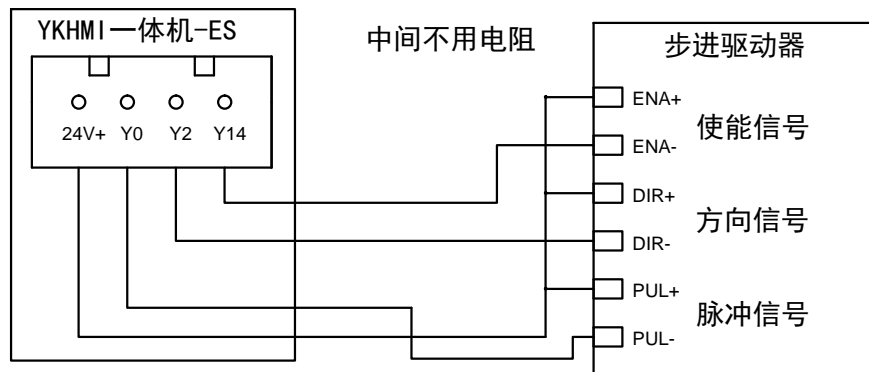 YKHMI一体机-ES
24V+ Y0 Y2 Y14
中间不用电阻
步进驱动器
ENA+
使能信号
ENA-
DIR+
方向信号
DIR-
PUL+
脉冲信号
PUL-